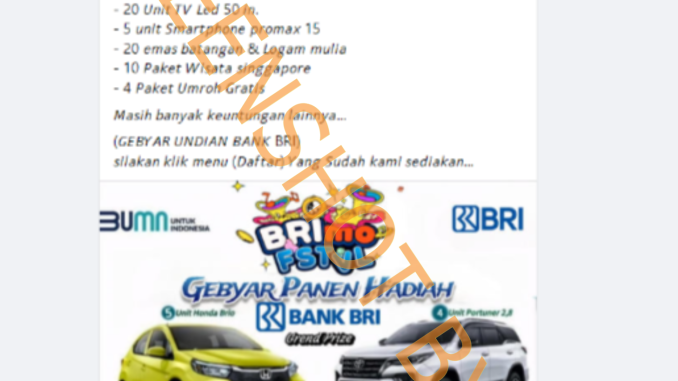 - 20 Unit TV Led 50 in.
- 5 unit Smartphone promax 15
- 20 emas batangan & Logam mulia
- 10 Paket Wisata singgapore
- 4 Paket Umroh Gratis
Masih banyak keuntungan lainnya...
(GEBYAR UNDIAN BANK BRI)
silakan klik menu (Daftar) Yang Sudah kami sediakan...
BUMN UNTUK INDONESIA
BRI
BRImo
FSTVL
GEBYAR PANEN HADIAH
5 Unit Honda Brio
BANK BRI
4 Unit Portuner 2,8
Grend Prize
ENSHOT B